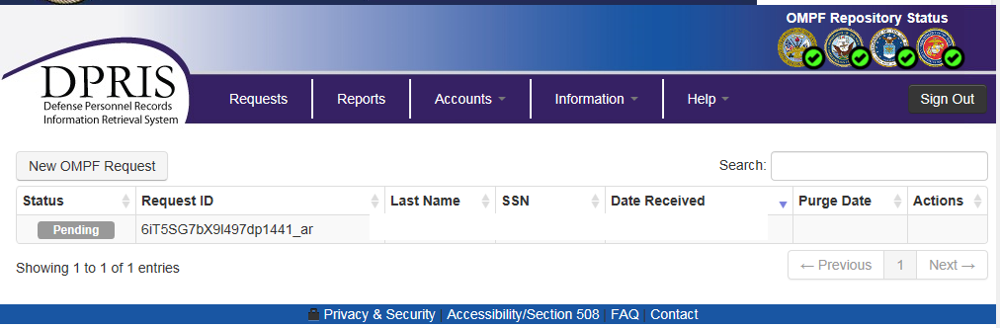 OMPF Repository Status
DPRIS
Defense Personnel Records
Information Retrieval System
Requests Reports Accounts Information Help Sign Out
New OMPF Request Search:
Status Request ID Last Name SSN Date Received Purge Date Actions
Pending 6iT5SG7bX9l497dp1441_ar
Showing 1 to 1 of 1 entries ← Previous 1 Next →
Privacy & Security | Accessibility/Section 508 | FAQ | Contact